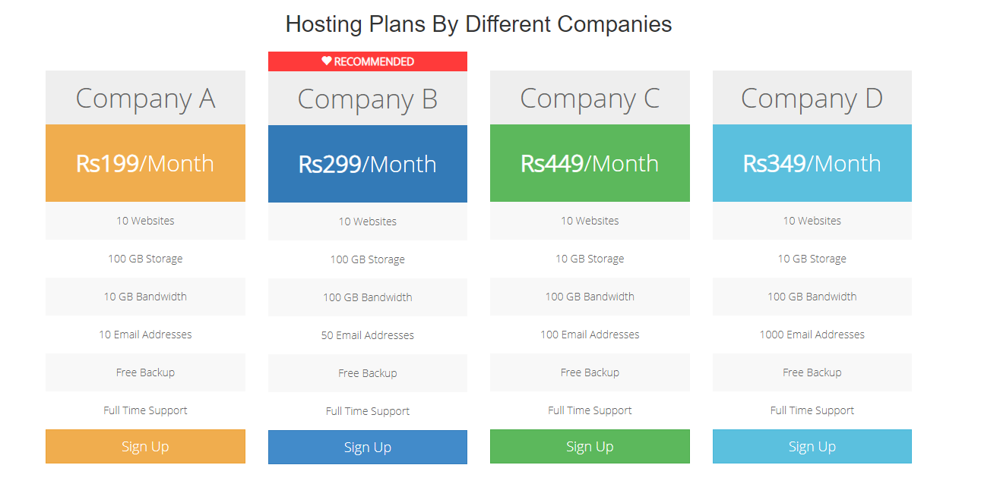 Hosting Plans By Different Companies
RECOMMENDED
Company A
Rs199/Month
10 Websites
100 GB Storage
10 GB Bandwidth
10 Email Addresses
Free Backup
Full Time Support
Sign Up
Company B
Rs299/Month
10 Websites
100 GB Storage
100 GB Bandwidth
50 Email Addresses
Free Backup
Full Time Support
Sign Up
Company C
Rs449/Month
10 Websites
10 GB Storage
100 GB Bandwidth
100 Email Addresses
Free Backup
Full Time Support
Sign Up
Company D
Rs349/Month
10 Websites
10 GB Storage
100 GB Bandwidth
1000 Email Addresses
Free Backup
Full Time Support
Sign Up